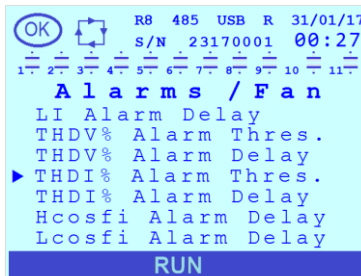 OK R8 485 USB R 31/01/17
S/N 23170001 00:27
1 2 3 4 5 6 7 8 9 10 11
Alarms /Fan
LI Alarm Delay
THDV% Alarm Thres.
THDV% Alarm Delay
▶ THDI% Alarm Thres.
THDI% Alarm Delay
Hcosfi Alarm Delay
Lcosfi Alarm Delay
RUN